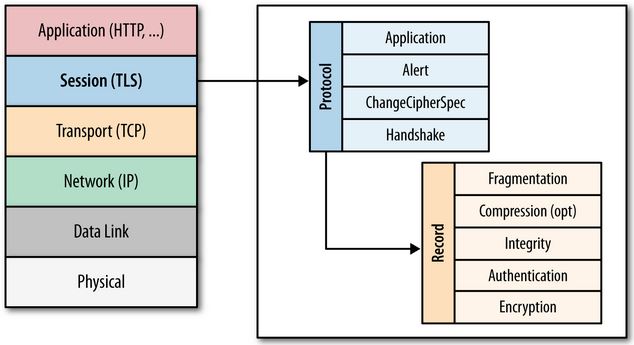 Application (HTTP, ...)
Session (TLS)
Transport (TCP)
Network (IP)
Data Link
Physical
Protocol
Application
Alert
ChangeCipherSpec
Handshake
Record
Fragmentation
Compression (opt)
Integrity
Authentication
Encryption